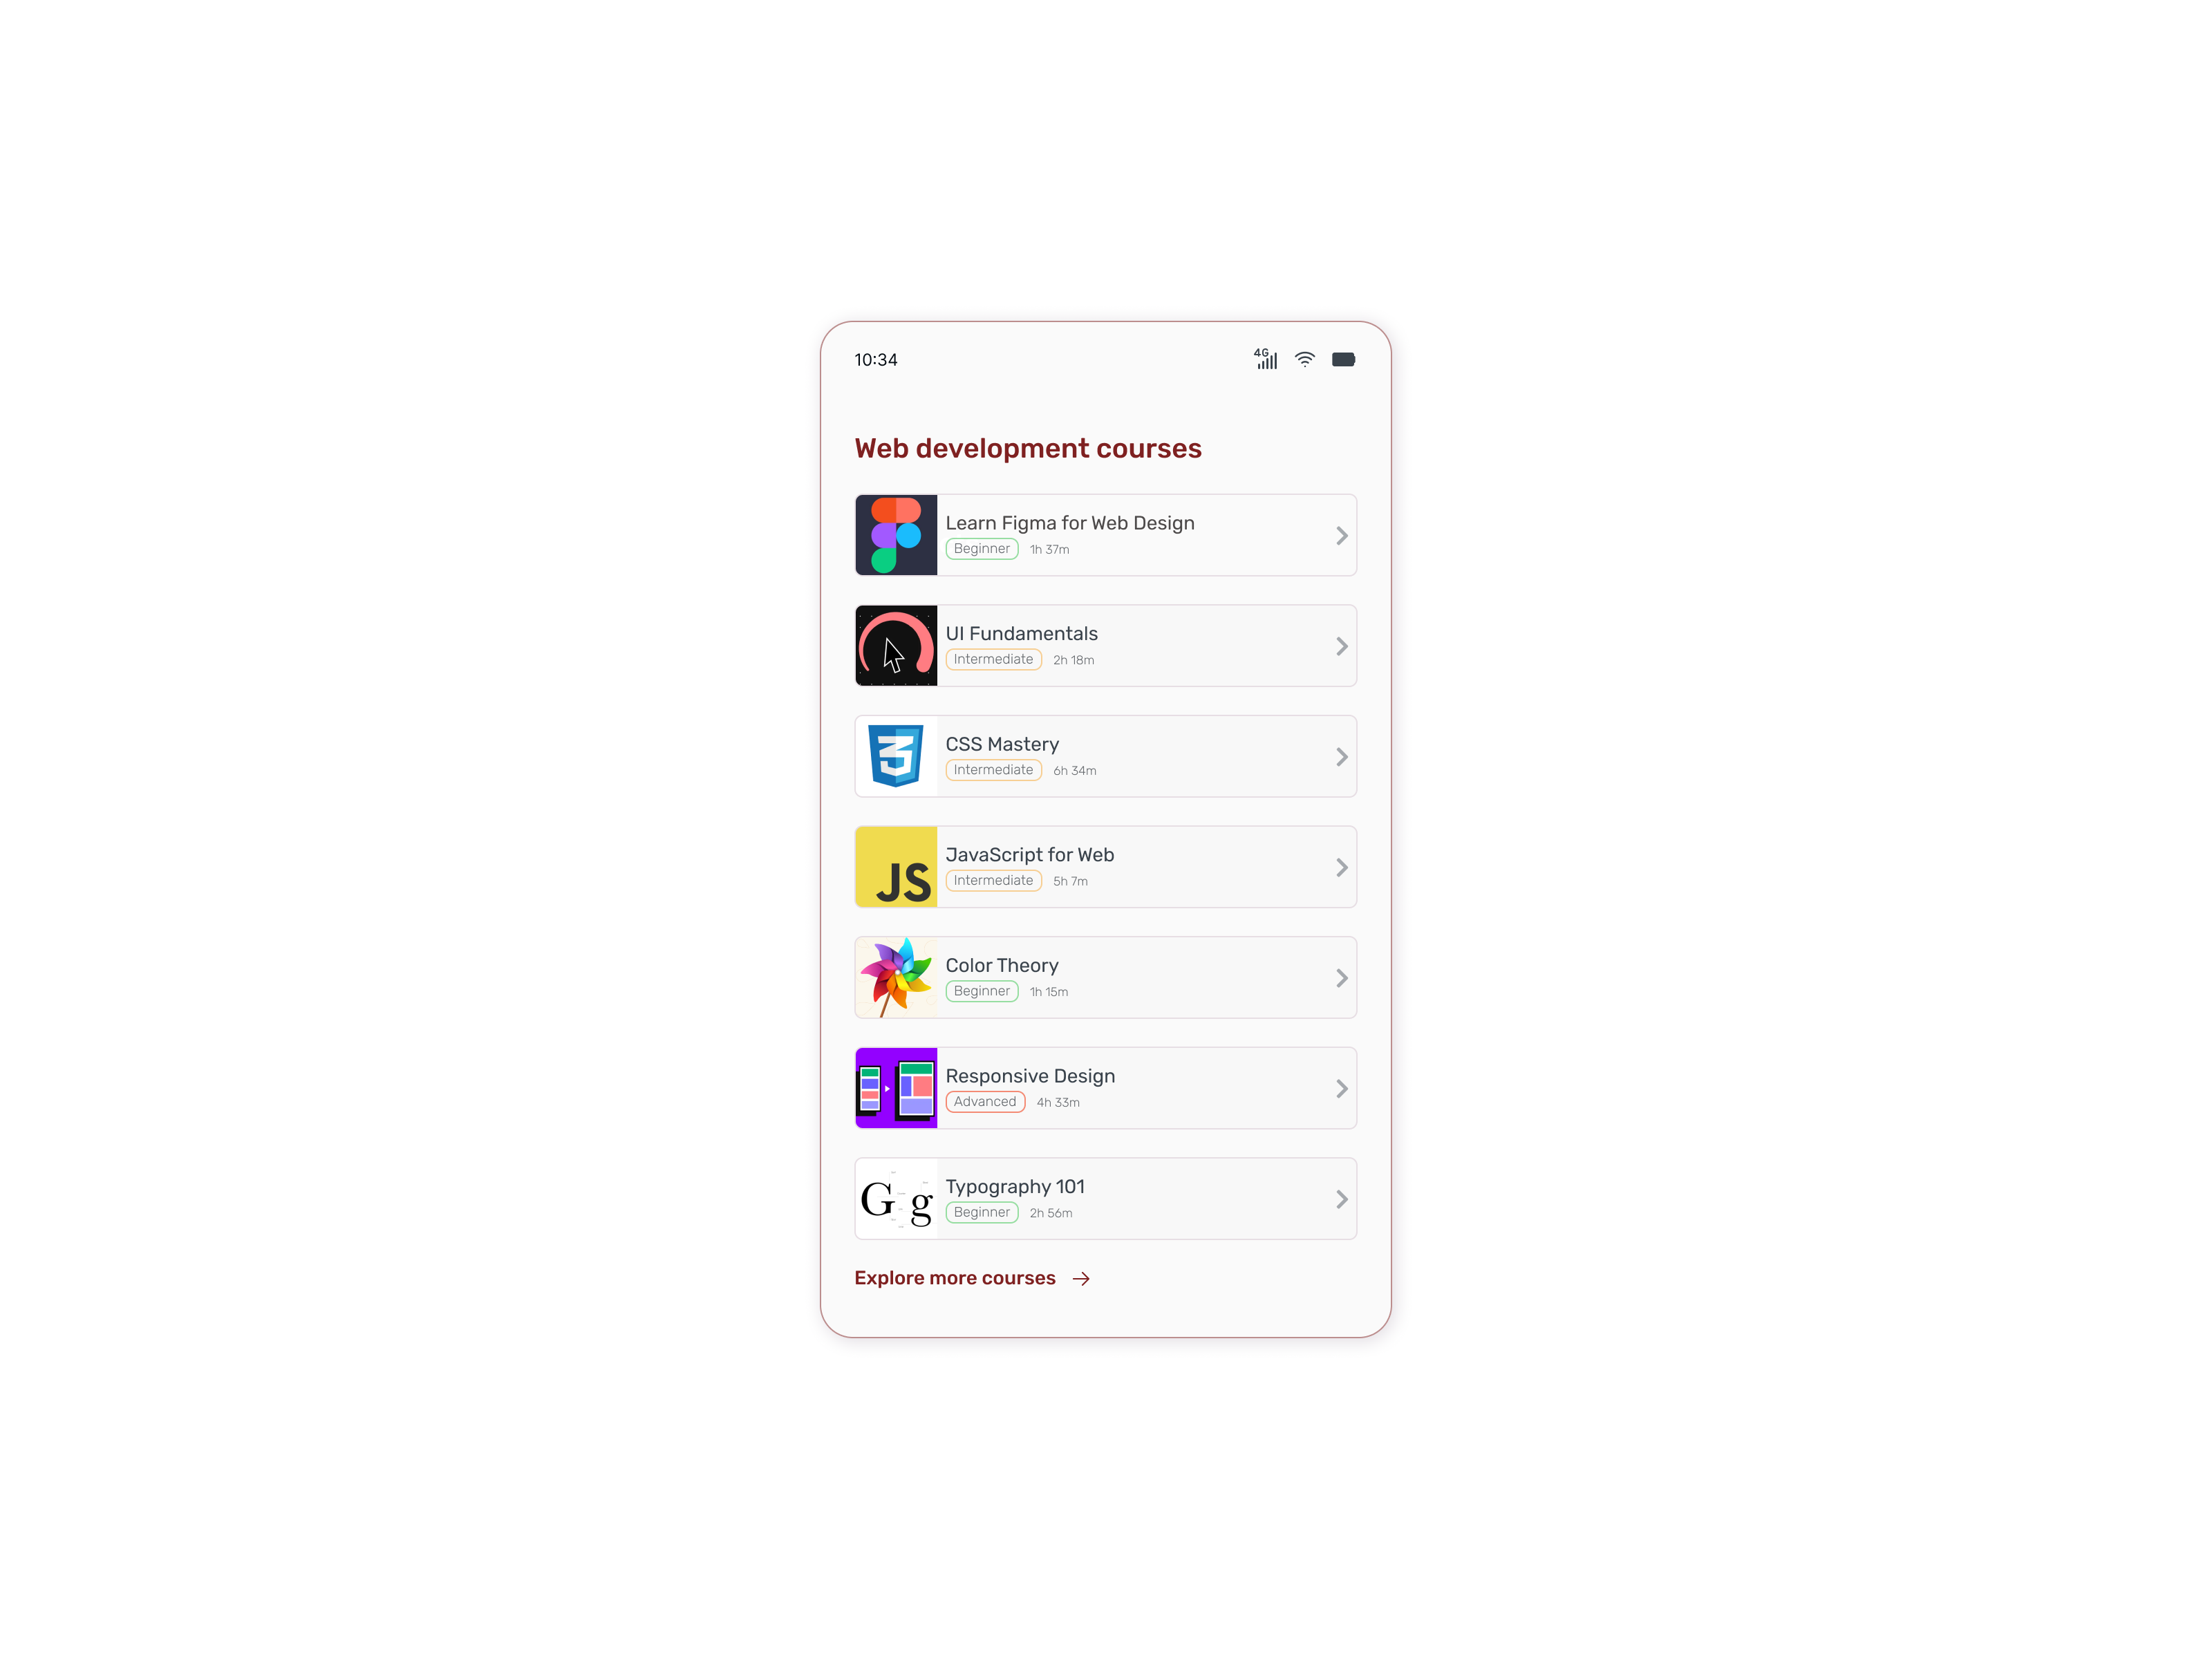 10:34
4G
Web development courses
Learn Figma for Web Design
Beginner 1h 37m
UI Fundamentals
Intermediate 2h 18m
CSS Mastery
Intermediate 6h 34m
JS
JavaScript for Web
Intermediate 5h 7m
Color Theory
Beginner 1h 15m
Responsive Design
Advanced 4h 33m
G g
Typography 101
Beginner 2h 56m
Explore more courses